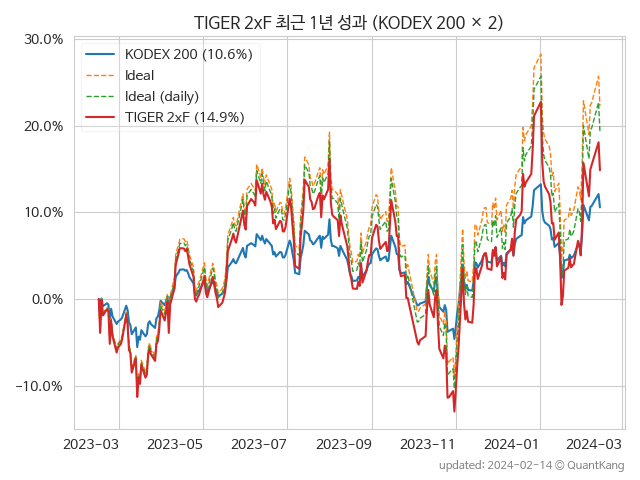 TIGER 2xF 최근 1년 성과 (KODEX 200 × 2)
30.0%
20.0%
10.0%
0.0%
−10.0%
KODEX 200 (10.6%)
Ideal
Ideal (daily)
TIGER 2xF (14.9%)
2023-03 2023-05 2023-07 2023-09 2023-11 2024-01 2024-03
updated: 2024-02-14 © QuantKang